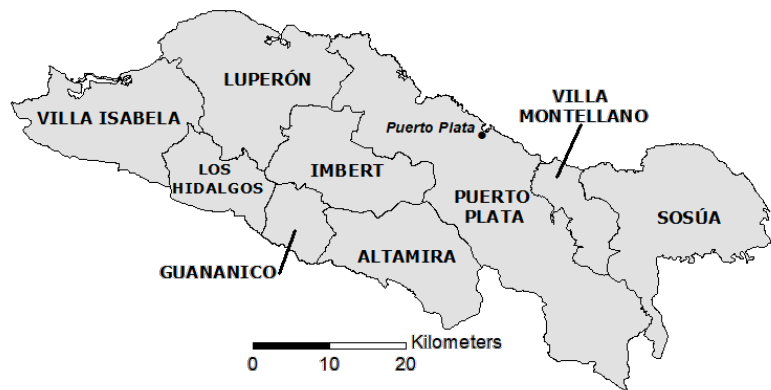 LUPERÓN
VILLA ISABELA
VILLA
MONTELLANO
Puerto Plata
LOS
HIDALGOS
IMBERT
PUERTO
PLATA
SOSÚA
GUANANICO
ALTAMIRA
Kilometers
0 10 20